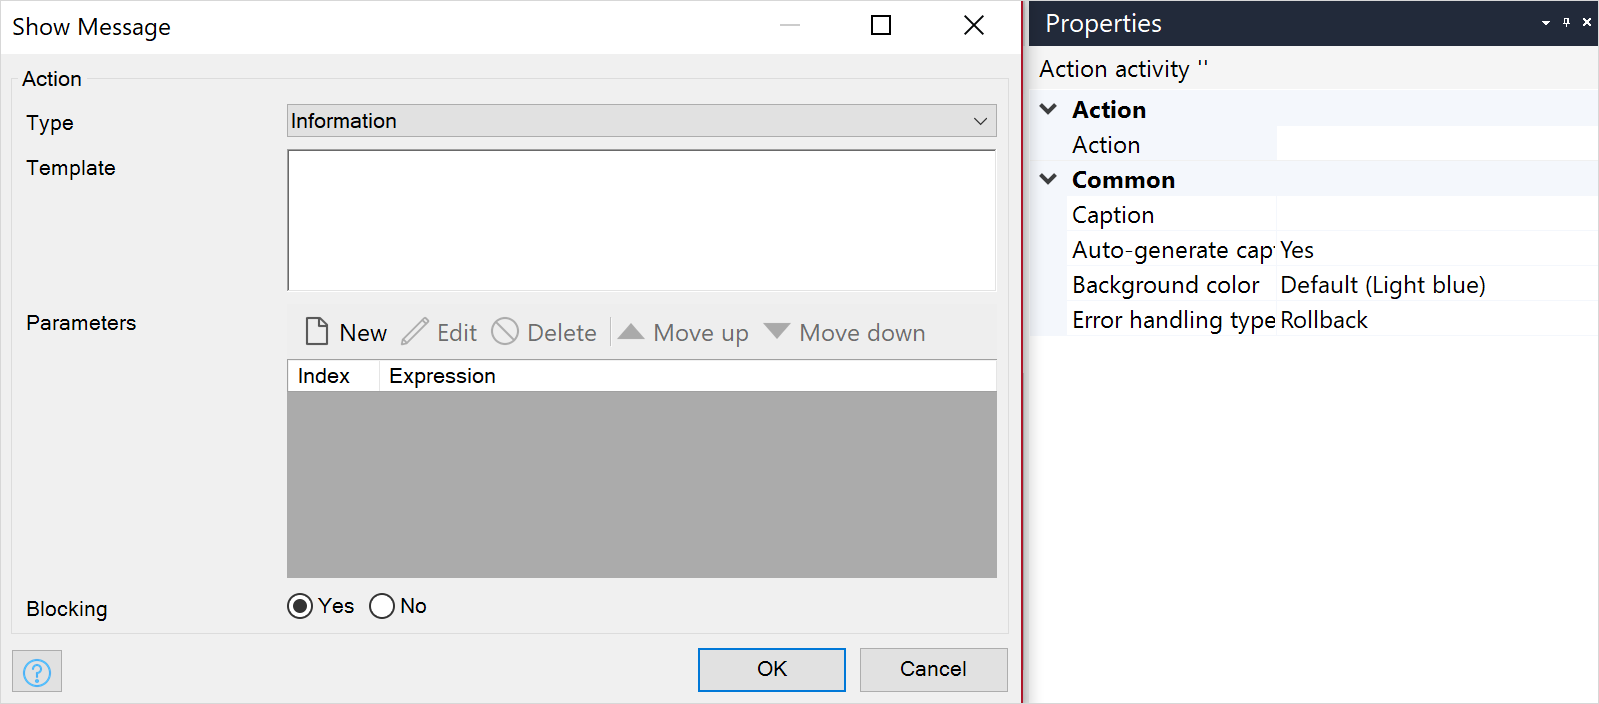 Show Message
Action
Type
Information
Template
Parameters
New Edit Delete Move up Move down
Index Expression
Blocking
Yes No
?
OK Cancel
Properties
Action activity ''
Action
Action
Common
Caption
Auto-generate cap Yes
Background color Default (Light blue)
Error handling type Rollback